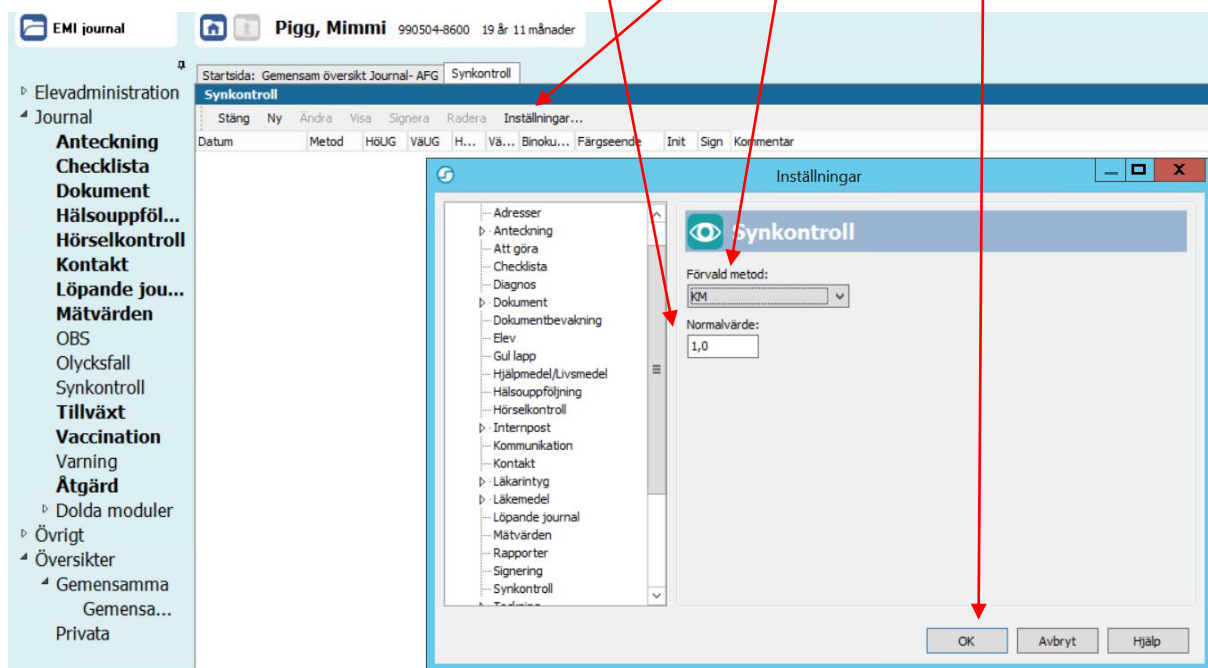 EMI journal
Pigg, Mimmi 990504-8600 19 år 11 månader
Startsida: Gemensam översikt Journal- AFG Synkontroll
Synkontroll
Stäng Ny Ändra Visa Signera Radera Inställningar...
Datum Metod HöUG VäUG H... Vä... Binoku... Färgseende Init Sign Kommentar
Elevadministration
Journal
Anteckning
Checklista
Dokument
Hälsouppföl...
Hörselkontroll
Kontakt
Löpande jou...
Mätvärden
OBS
Olycksfall
Synkontroll
Tillväxt
Vaccination
Varning
Åtgärd
Dolda moduler
Övrigt
Översikter
Gemensamma
Gemensa...
Privata
Inställningar
Adresser
Anteckning
Att göra
Checklista
Diagnos
Dokument
Dokumentbevakning
Elev
Gul lapp
Hjälpmedel/Livsmedel
Hälsouppföljning
Hörselkontroll
Internpost
Kommunikation
Kontakt
Läkarintyg
Läkemedel
Löpande journal
Mätvärden
Rapporter
Signering
Synkontroll
Synkontroll
Förvald metod:
KM
Normalvärde:
1,0
OK Avbryt Hjälp